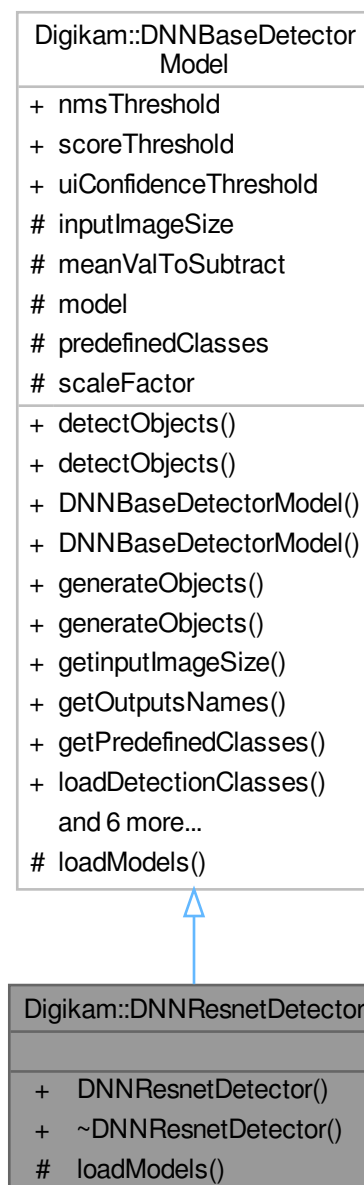 Digikam::DNNBaseDetector
Model
+ nmsThreshold
+ scoreThreshold
+ uiConfidenceThreshold
# inputImageSize
# meanValToSubtract
# model
# predefinedClasses
# scaleFactor
+ detectObjects()
+ detectObjects()
+ DNNBaseDetectorModel()
+ DNNBaseDetectorModel()
+ generateObjects()
+ generateObjects()
+ getinputImageSize()
+ getOutputsNames()
+ getPredefinedClasses()
+ loadDetectionClasses()
and 6 more...
# loadModels()
Digikam::DNNResnetDetector
+ DNNResnetDetector()
+ ~DNNResnetDetector()
# loadModels()